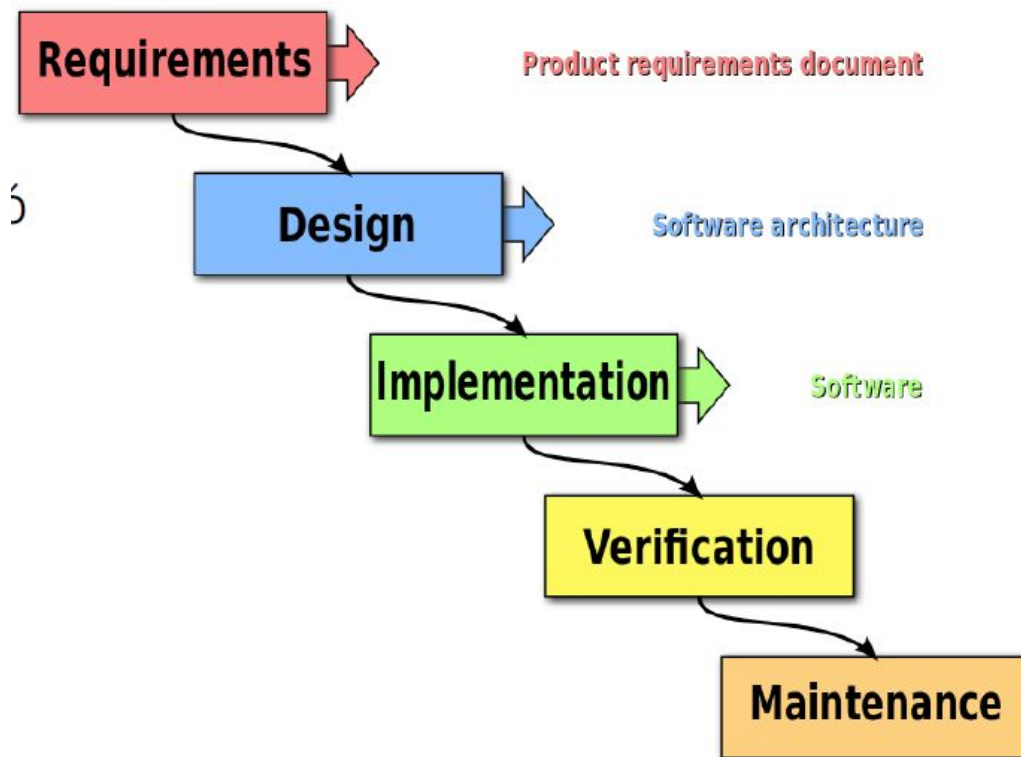 Requirements
Product requirements document
Design
Software architecture
Implementation
Software
Verification
Maintenance